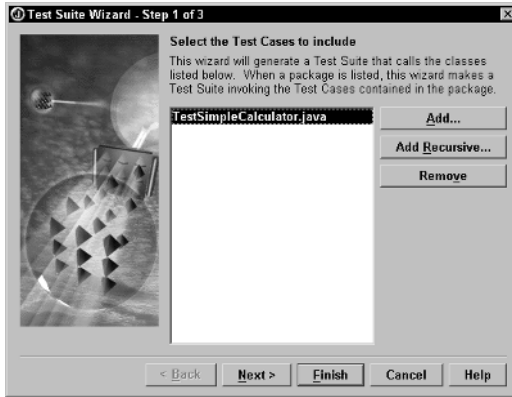 Test Suite Wizard - Step 1 of 3
Select the Test Cases to include
This wizard will generate a Test Suite that calls the classes
listed below. When a package is listed, this wizard makes a
Test Suite invoking the Test Cases contained in the package.
TestSimpleCalculator.java
Add...
Add Recursive...
Remove
< Back Next > Finish Cancel Help